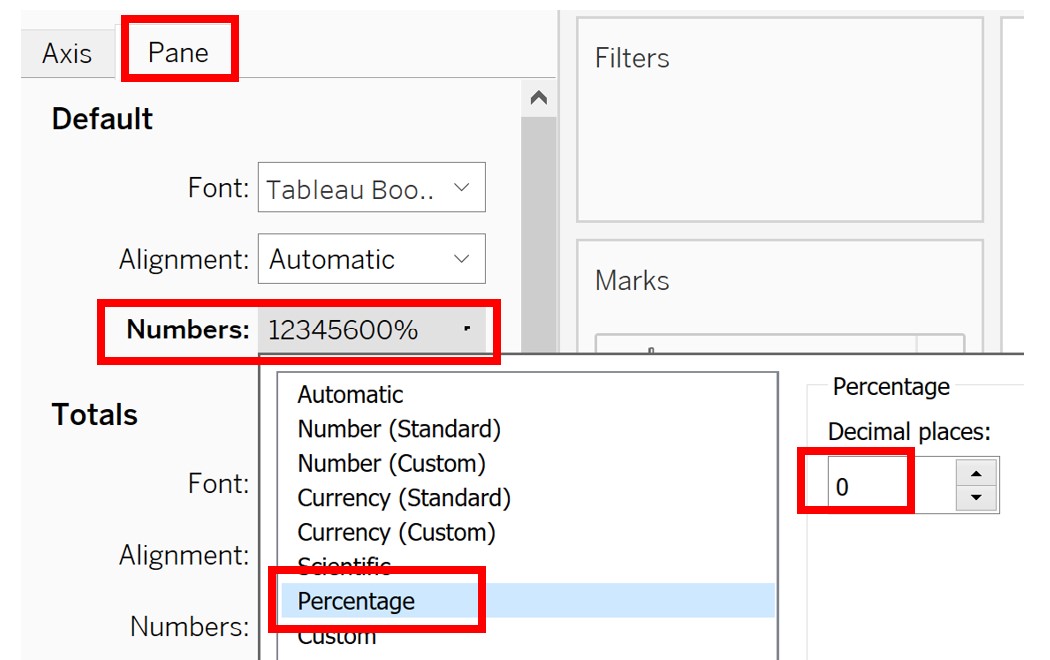 Axis
Pane
Filters
Default
Font:
Tableau Boo..
Alignment:
Automatic
Marks
Numbers:
12345600%
Automatic
Percentage
Totals
Number (Standard)
Decimal places:
Number (Custom)
Font:
0
Currency (Standard)
Currency (Custom)
Alignment:
Scientific
Percentage
Numbers:
Custom